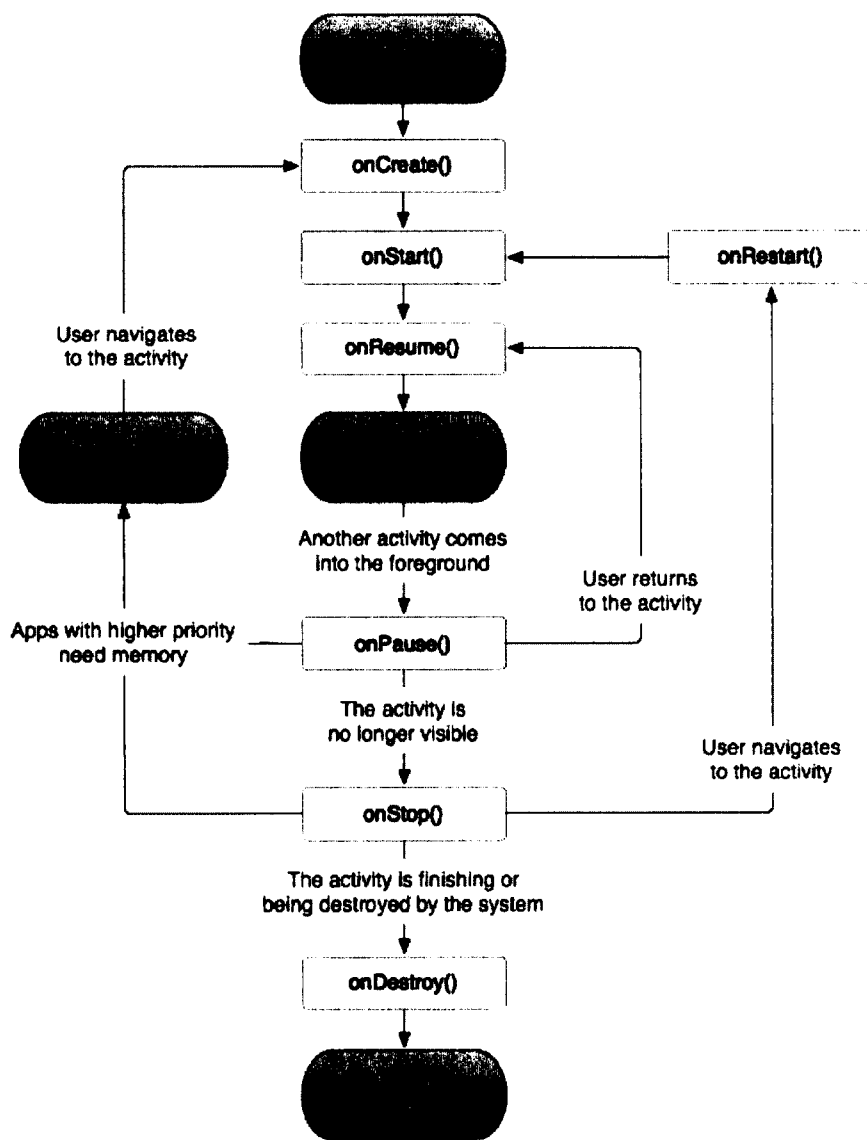 onCreate()
onStart()
onRestart()
User navigates
to the activity
onResume()
Another activity comes
into the foreground
User returns
to the activity
Apps with higher priority
need memory
onPause()
The activity is
no longer visible
User navigates
to the activity
onStop()
The activity is finishing or
being destroyed by the system
onDestroy()